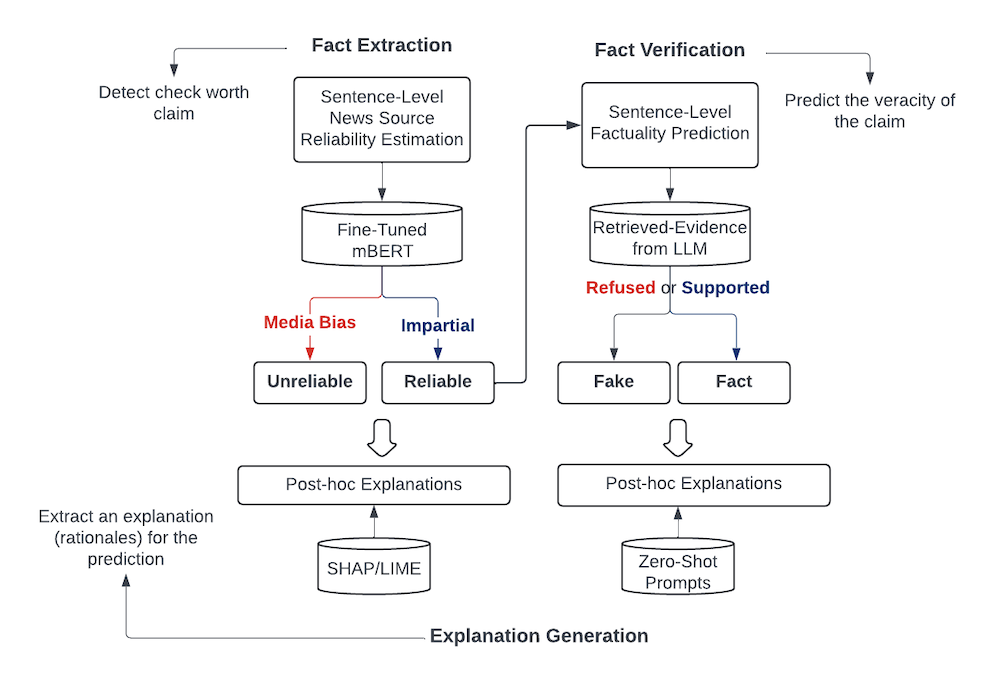 Fact Extraction
Detect check worth
claim
Sentence-Level
News Source
Reliability Estimation
Fine-Tuned
mBERT
Media Bias
Impartial
Unreliable
Reliable
Post-hoc Explanations
SHAP/LIME
Fact Verification
Predict the veracity of
the claim
Sentence-Level
Factuality Prediction
Retrieved-Evidence
from LLM
Refused or Supported
Fake
Fact
Post-hoc Explanations
Zero-Shot
Prompts
Extract an explanation
(rationales) for the
prediction
Explanation Generation